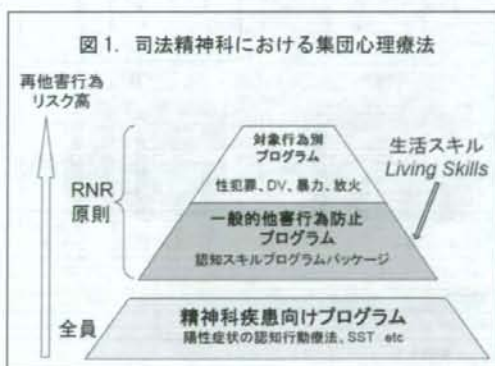 図1. 司法精神科における集団心理療法
再他害行為
リスク高
対象行為別
プログラム
性犯罪、DV、暴力、放火
生活スキル
Living Skills
RNR
原則
一般的他害行為防止
プログラム
認知スキルプログラムパッケージ
全員
精神科疾患向けプログラム
陽性症状の認知行動療法、SST etc